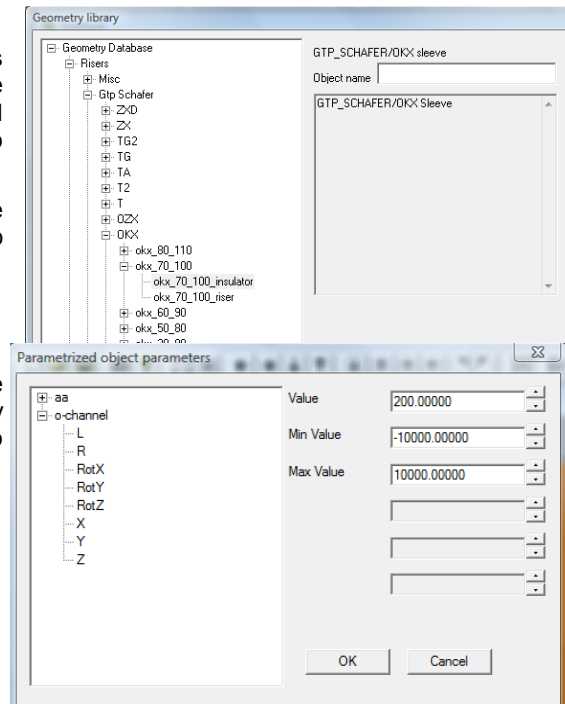 Geometry library
Geometry Database
Risers
Misc
Gtp Schafer
ZXD
ZX
TG2
TG
TA
T2
T
OZX
OKX
okx_80_110
okx_70_100
okx_70_100_insulator
okx_70_100_riser
okx_60_90
okx_50_80
GTP_SCHAFER/OKX sleeve
Object name
GTP_SCHAFER/OKX Sleeve
Parametrized object parameters
aa
o-channel
L
R
RotX
RotY
RotZ
X
Y
Z
Value 200.00000
Min Value -10000.00000
Max Value 10000.00000
OK Cancel